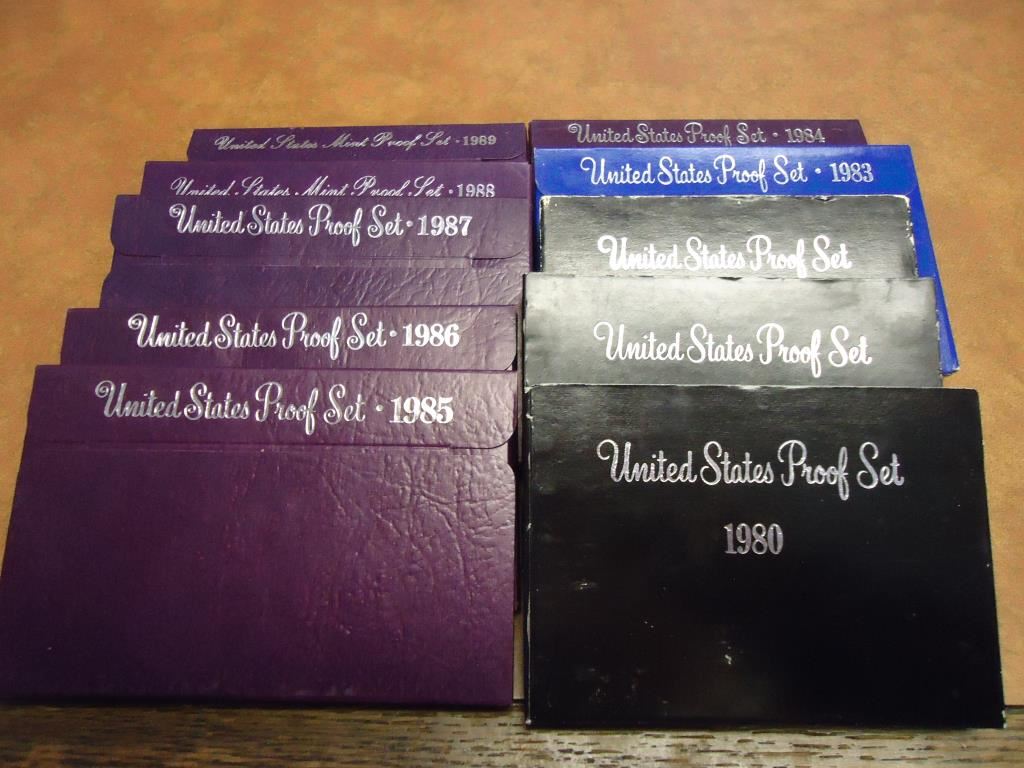 United States Mint Proof Set · 1989
United States Mint Proof Set · 1988
United States Proof Set · 1987
United States Proof Set · 1986
United States Proof Set · 1985
United States Proof Set · 1984
United States Proof Set · 1983
United States Proof Set
United States Proof Set
United States Proof Set
1980